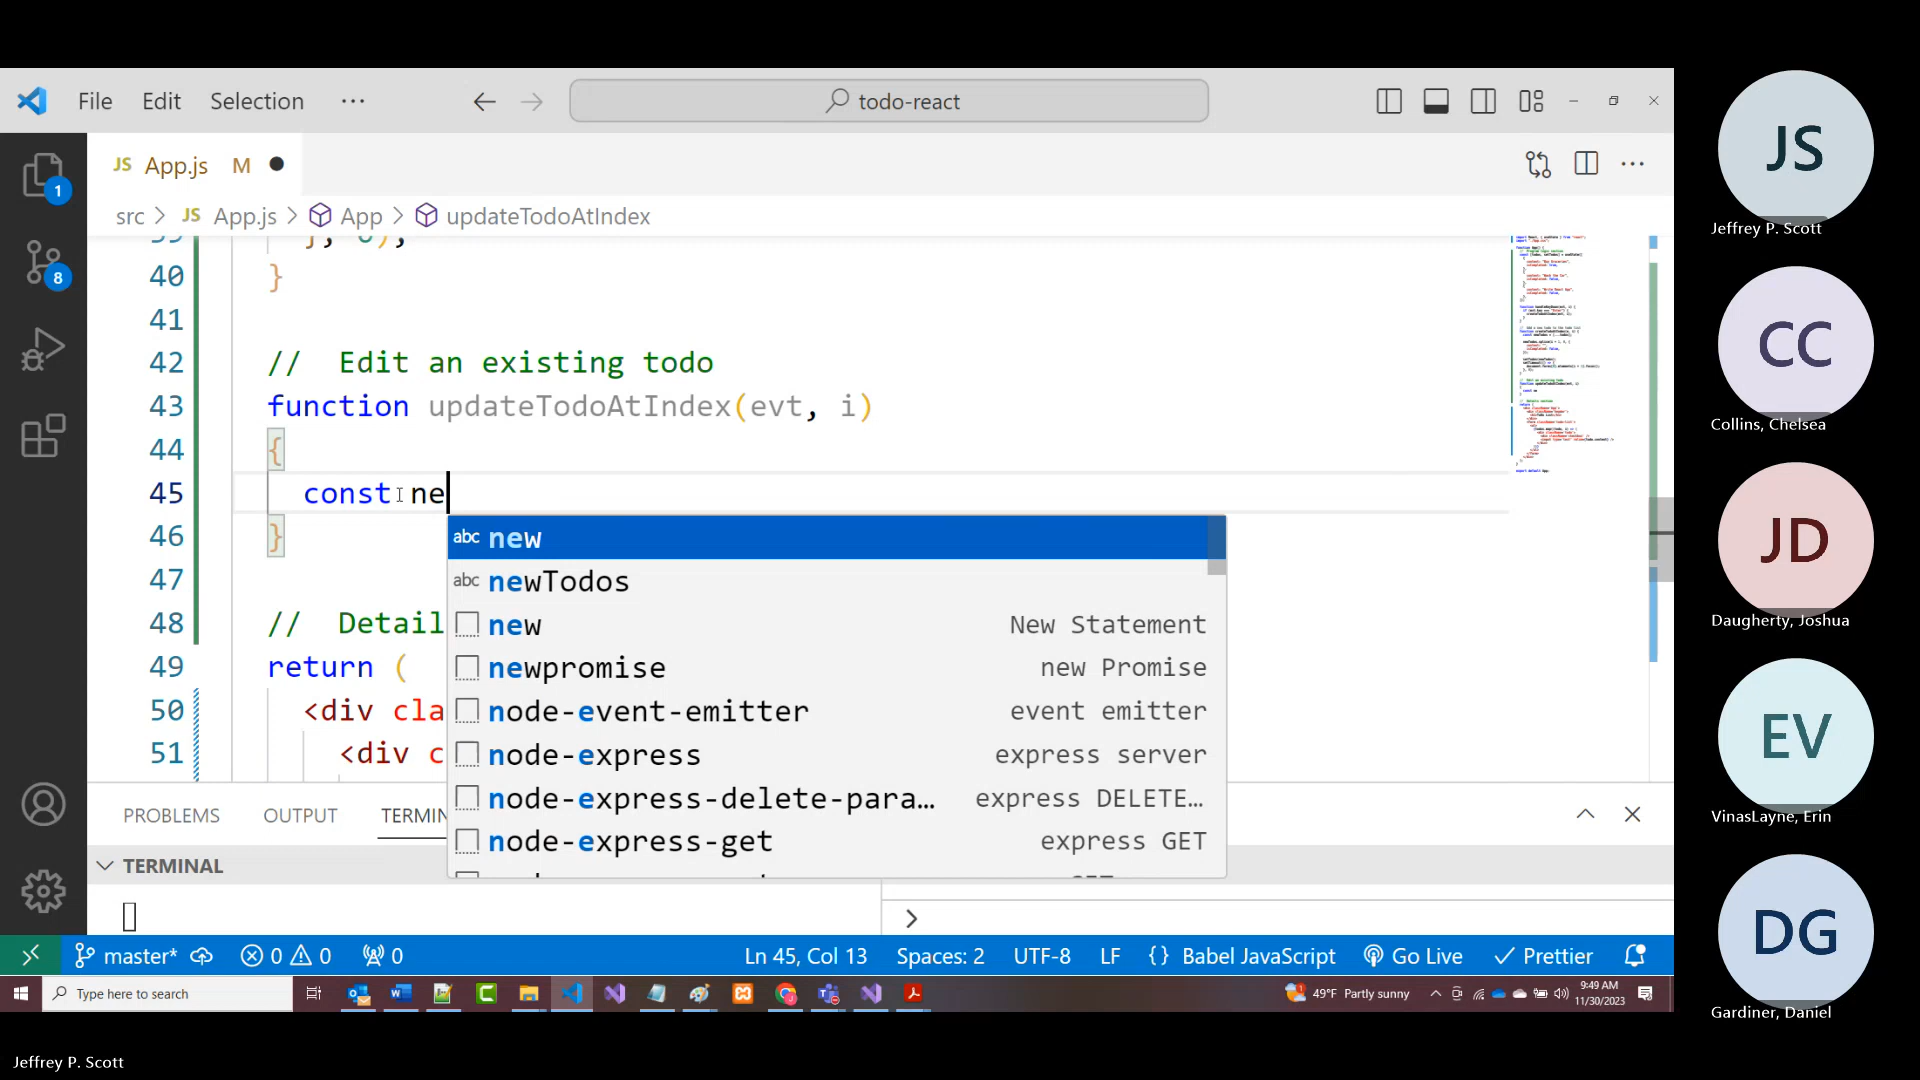 File Edit Selection ··· todo-react
JS App.js M
src > JS App.js > App > updateTodoAtIndex
40 }
41
42 // Edit an existing todo
43 function updateTodoAtIndex(evt, i)
44 {
45 const ne
46 }
47
48 // Detail
49 return (
50 <div cla
51 <div c
abc new
abc newTodos
new New Statement
newpromise new Promise
node-event-emitter event emitter
node-express express server
node-express-delete-para… express DELETE…
node-express-get express GET
PROBLEMS OUTPUT TERMIN
TERMINAL
master* 0 0 0 Ln 45, Col 13 Spaces: 2 UTF-8 LF {} Babel JavaScript Go Live Prettier
Type here to search 49°F Partly sunny 9:49 AM
11/30/2023
1
8
JS
Jeffrey P. Scott
CC
Collins, Chelsea
JD
Daugherty, Joshua
EV
VinasLayne, Erin
DG
Gardiner, Daniel
Jeffrey P. Scott